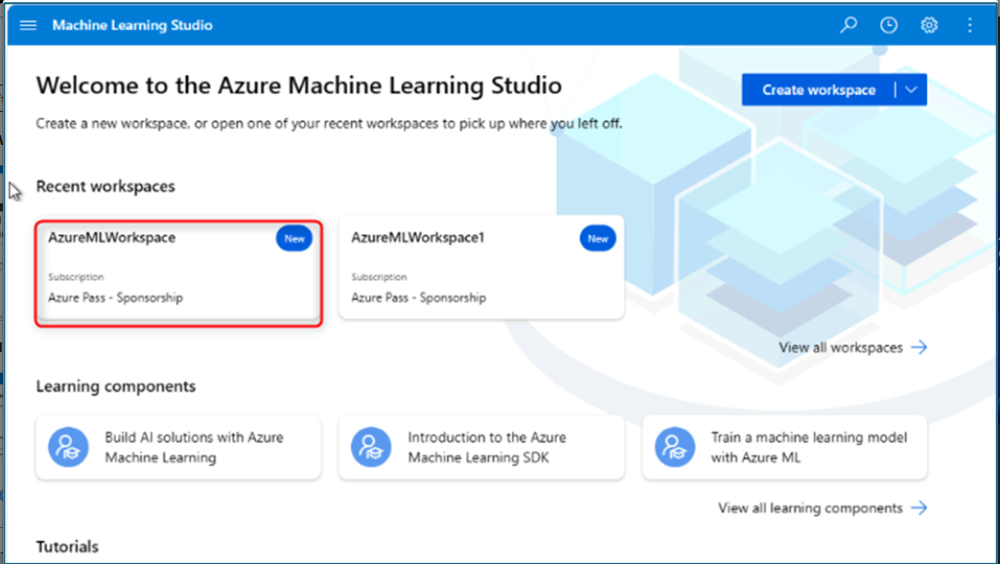 Machine Learning Studio
Welcome to the Azure Machine Learning Studio
Create workspace
Create a new workspace, or open one of your recent workspaces to pick up where you left off.
Recent workspaces
AzureMLWorkspace
New
Subscription
Azure Pass - Sponsorship
AzureMLWorkspace1
New
Subscription
Azure Pass - Sponsorship
View all workspaces
Learning components
Build AI solutions with Azure
Machine Learning
Introduction to the Azure
Machine Learning SDK
Train a machine learning model
with Azure ML
View all learning components
Tutorials